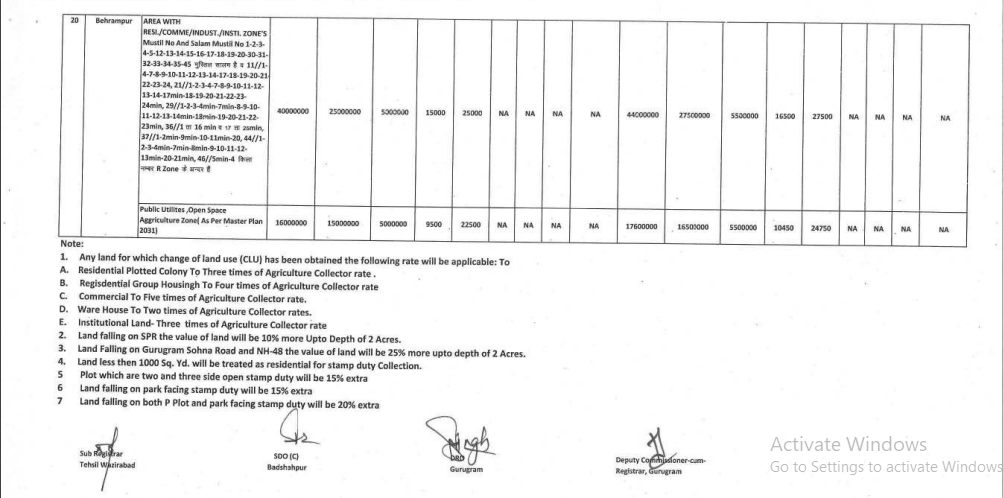 20 Behrampur AREA WITH
RESI./COMME/INDUST./INSTI. ZONE'S
Mustil No And Salam Mustil No 1-2-3-
4-5-12-13-14-15-16-17-18-19-20-30-31-
32-33-34-35-45 मुस्तिल सालम है व 11//1-
4-7-8-9-10-11-12-13-14-17-18-19-20-21
22-23-24, 21//1-2-3-4-7-8-9-10-11-12-
13-14-17min-18-19-20-21-22-23-
24min, 29//1-2-3-4min-7min-8-9-10-
11-12-13-14min-18min-19-20-21-22-
23min, 36//1 ता 16 min व 17 ता 25min,
37//1-2min-9min-10-11min-20, 44//1-
2-3-4min-7min-8min-9-10-11-12-
13min-20-21min, 46//5min-4 किला
नम्बर R Zone के अन्दर है
40000000 25000000 5000000 15000 25000 NA NA NA NA 44000000 27500000 5500000 16500 27500 NA NA NA NA
Public Utilites ,Open Space
Aggriculture Zone( As Per Master Plan
2031)
16000000 15000000 5000000 9500 22500 NA NA NA NA 17600000 16500000 5500000 10450 24750 NA NA NA NA
Note:
1. Any land for which change of land use (CLU) has been obtained the following rate will be applicable: To
A. Residential Plotted Colony To Three times of Agriculture Collector rate .
B. Regisdential Group Housingh To Four times of Agriculture Collector rate
C. Commercial To Five times of Agriculture Collector rate.
D. Ware House To Two times of Agriculture Collector rates.
E. Institutional Land- Three times of Agriculture Collector rate
2. Land falling on SPR the value of land will be 10% more Upto Depth of 2 Acres.
3. Land Falling on Gurugram Sohna Road and NH-48 the value of land will be 25% more upto depth of 2 Acres.
4. Land less then 1000 Sq. Yd. will be treated as residential for stamp duty Collection.
5 Plot which are two and three side open stamp duty will be 15% extra
6 Land falling on park facing stamp duty will be 15% extra
7 Land falling on both P Plot and park facing stamp duty will be 20% extra
Sub Registrar
Tehsil Wazirabad
SDO (C)
Badshahpur
DRO
Gurugram
Deputy Commissioner-cum-
Registrar, Gurugram
Activate Windows
Go to Settings to activate Windows